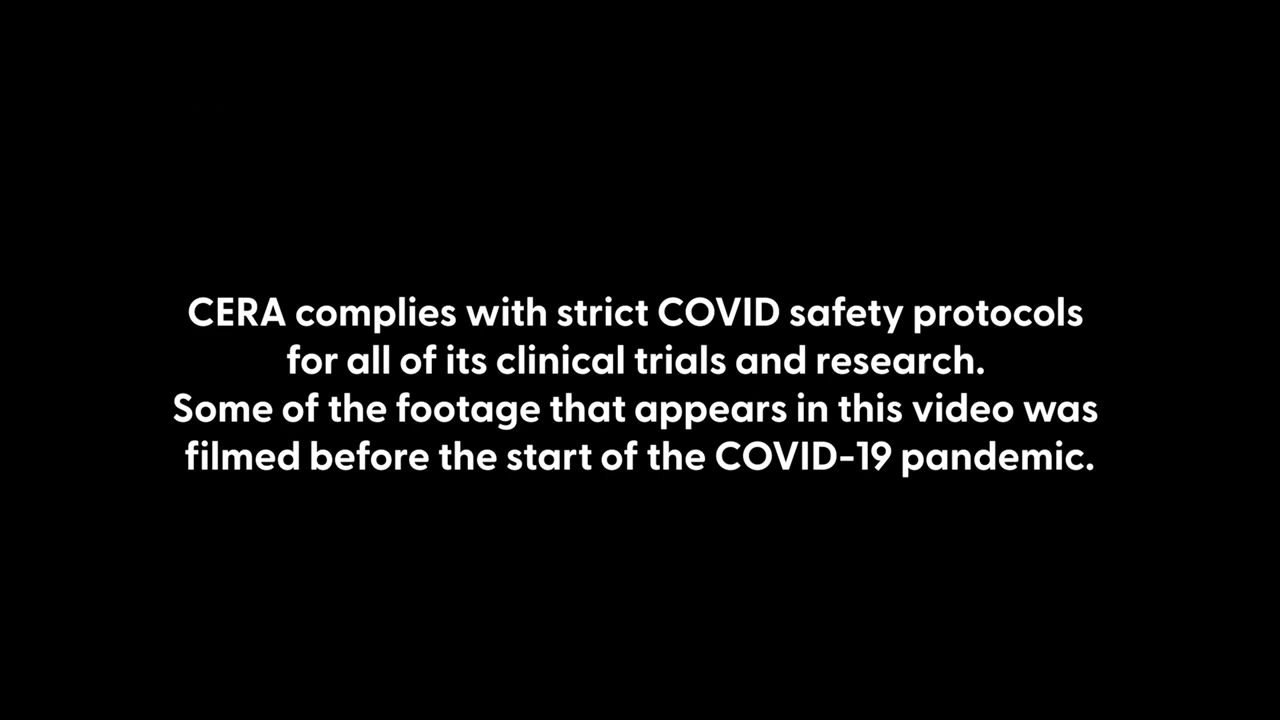 CERA complies with strict COVID safety protocols
for all of its clinical trials and research.
Some of the footage that appears in this video was
filmed before the start of the COVID-19 pandemic.